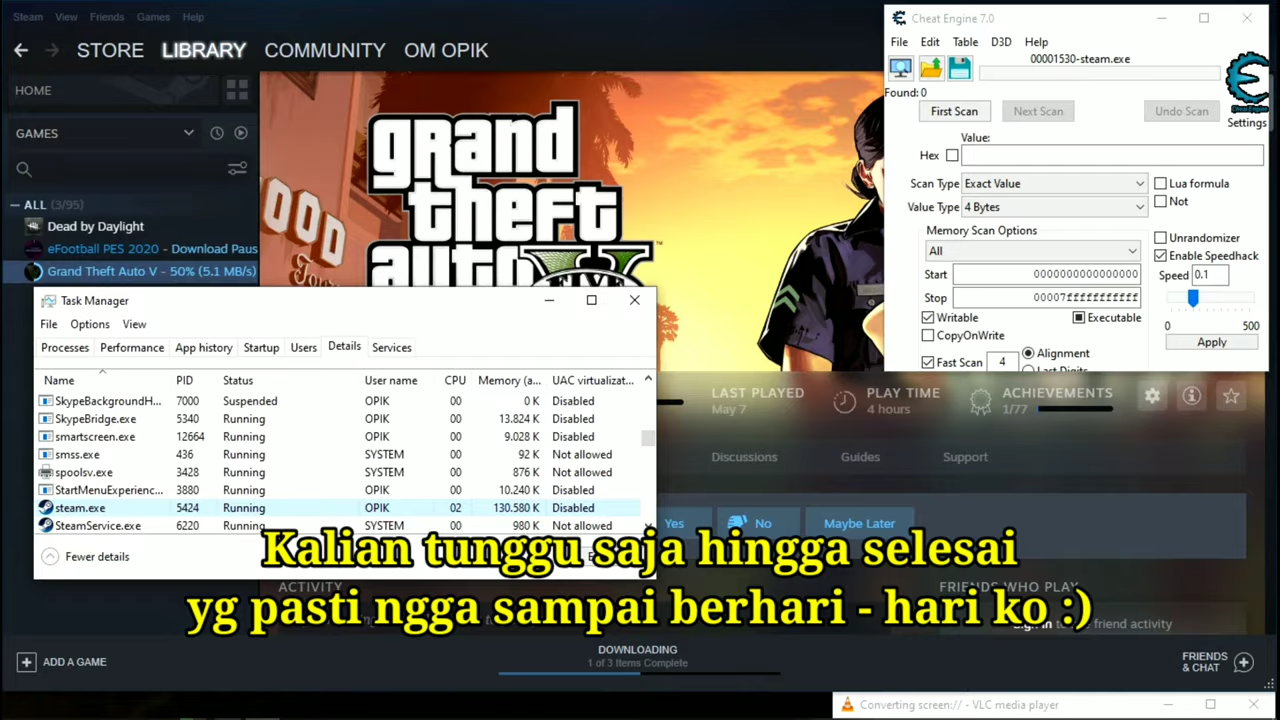 Steam View Friends Games Help
STORE LIBRARY COMMUNITY OM OPIK
HOME
GAMES
ALL (3/95)
Dead by Daylight
eFootball PES 2020 - Download Paus
Grand Theft Auto V - 50% (5.1 MB/s)
grand
theft
auto V
OOD
Cheat Engine 7.0
File Edit Table D3D Help
00001530-steam.exe
Found: 0
First Scan Next Scan Undo Scan
Cheat Engine
Settings
Value:
Hex
Scan Type Exact Value
Lua formula
Value Type 4 Bytes
Not
Memory Scan Options
All
Unrandomizer
Enable Speedhack
Start 0000000000000000
Speed 0.1
Stop 00007fffffffffff
Writable Executable
0 500
CopyOnWrite
Apply
Fast Scan 4 Alignment
Last Digits
Task Manager
File Options View
Processes Performance App history Startup Users Details Services
Name PID Status User name CPU Memory (a... UAC virtualizat...
SkypeBackgroundH... 7000 Suspended OPIK 00 0 K Disabled
SkypeBridge.exe 5340 Running OPIK 00 13.824 K Disabled
smartscreen.exe 12664 Running OPIK 00 9.028 K Disabled
smss.exe 436 Running SYSTEM 00 92 K Not allowed
spoolsv.exe 3428 Running SYSTEM 00 876 K Not allowed
StartMenuExperienc... 3880 Running OPIK 00 10.240 K Disabled
steam.exe 5424 Running OPIK 02 130.580 K Disabled
SteamService.exe 6220 Running SYSTEM 00 980 K Not allowed
Fewer details
LAST PLAYED
May 7
PLAY TIME
4 hours
ACHIEVEMENTS
1/77
Discussions Guides Support
Yes No Maybe Later
Kalian tunggu saja hingga selesai
yg pasti ngga sampai berhari - hari ko :)
ACTIVITY
FRIENDS WHO PLAY
Sign in friend activity
ADD A GAME
DOWNLOADING
1 of 3 Items Complete
FRIENDS
& CHAT
Converting screen:// - VLC media player